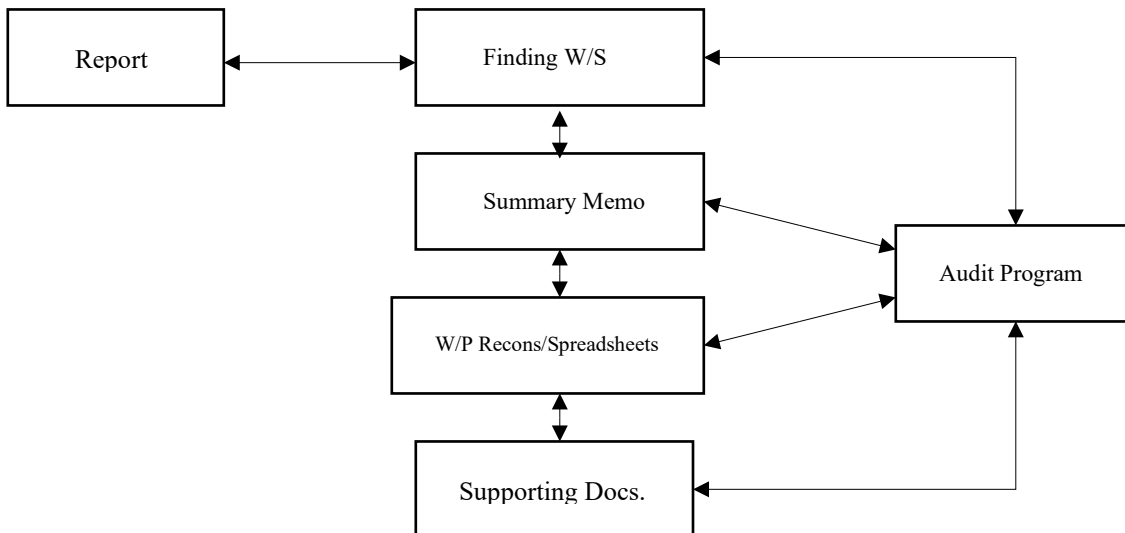 Report
Finding W/S
Summary Memo
Audit Program
W/P Recons/Spreadsheets
Supporting Docs.